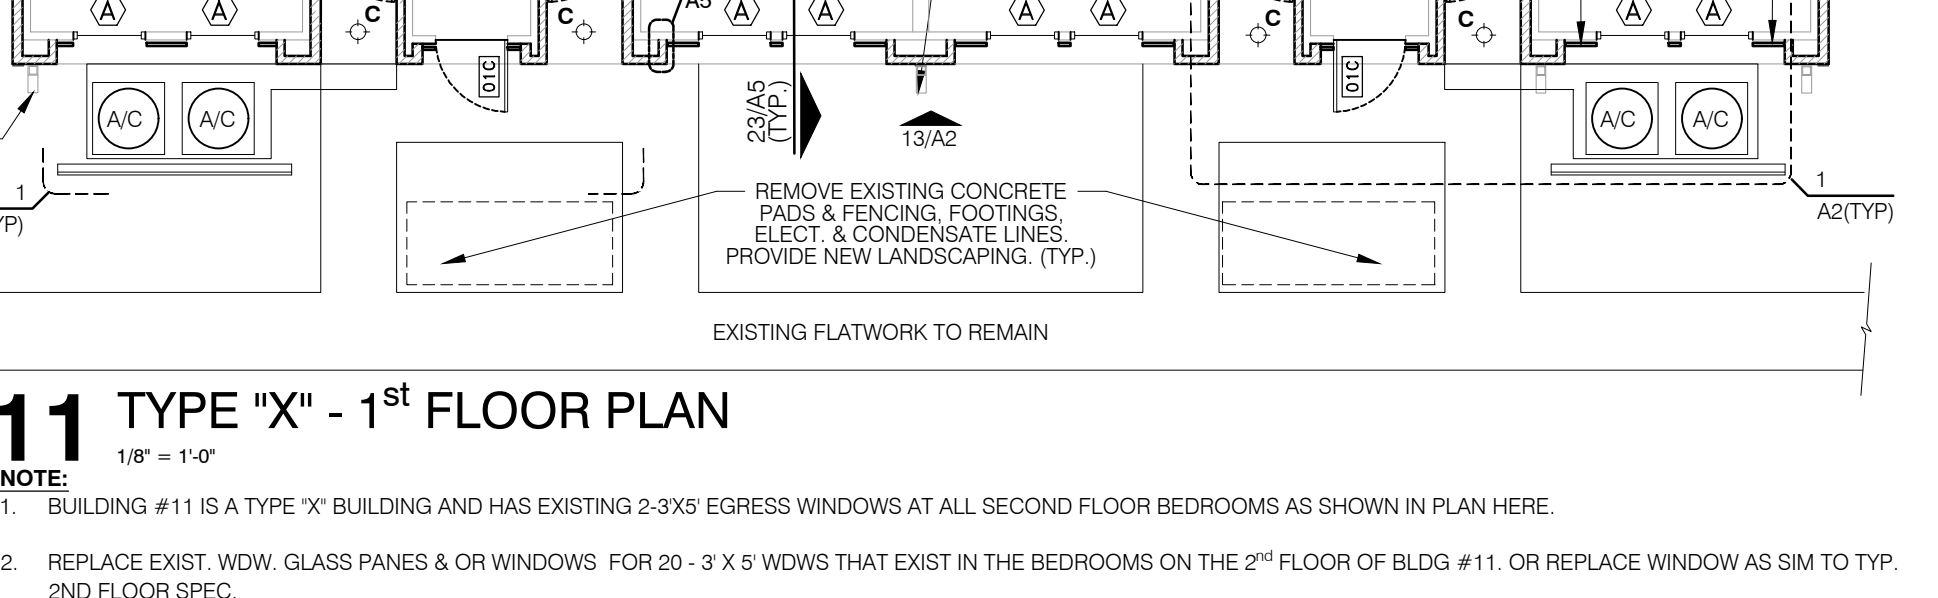 A A C C A5 A A A A C C A A
01C 01C
23/A5
(TYP.)
A/C A/C A/C A/C
13/A2
1
YP)
REMOVE EXISTING CONCRETE
PADS & FENCING, FOOTINGS,
ELECT. & CONDENSATE LINES.
PROVIDE NEW LANDSCAPING. (TYP.)
1
A2(TYP)
EXISTING FLATWORK TO REMAIN
11 TYPE "X" - 1st FLOOR PLAN
1/8" = 1'-0"
NOTE:
1. BUILDING #11 IS A TYPE "X" BUILDING AND HAS EXISTING 2-3'X5' EGRESS WINDOWS AT ALL SECOND FLOOR BEDROOMS AS SHOWN IN PLAN HERE.
2. REPLACE EXIST. WDW. GLASS PANES & OR WINDOWS FOR 20 - 3' X 5' WDWS THAT EXIST IN THE BEDROOMS ON THE 2nd FLOOR OF BLDG #11. OR REPLACE WINDOW AS SIM TO TYP.
2ND FLOOR SPEC.